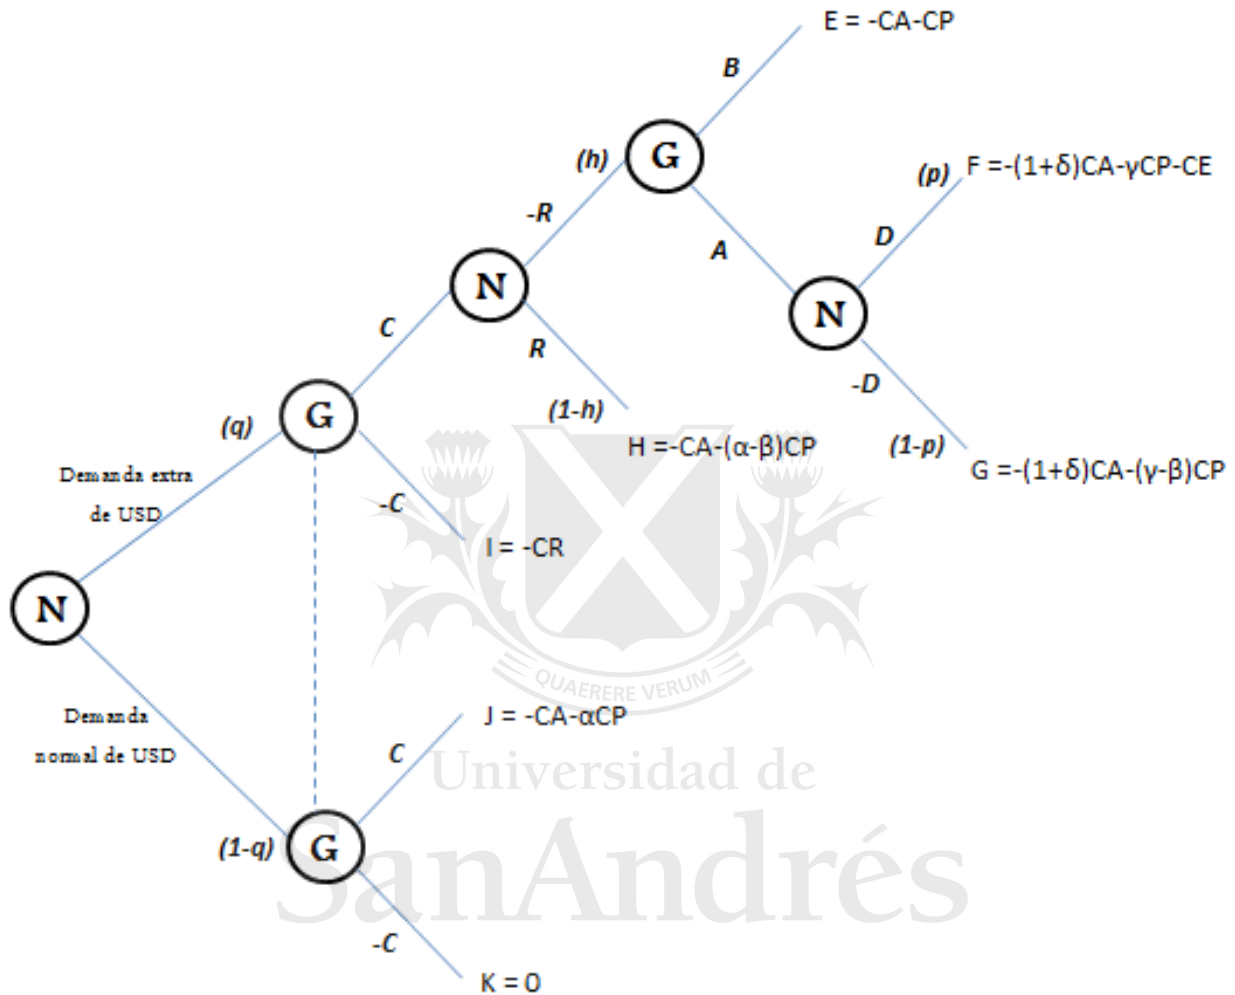 E = -CA-CP
B
(h)
G
(p)
F =-(1+δ)CA-γCP-CE
-R
A
D
N
N
C
R
-D
(q)
G
(1-h)
H =-CA-(α-β)CP
(1-p)
G =-(1+δ)CA-(γ-β)CP
Demanda extra
de USD
-C
I = -CR
N
QUAERERE VERUM
Demanda
normal de USD
J = -CA-αCP
C
Universidad de
(1-q)
G
SanAndrés
-C
K = 0